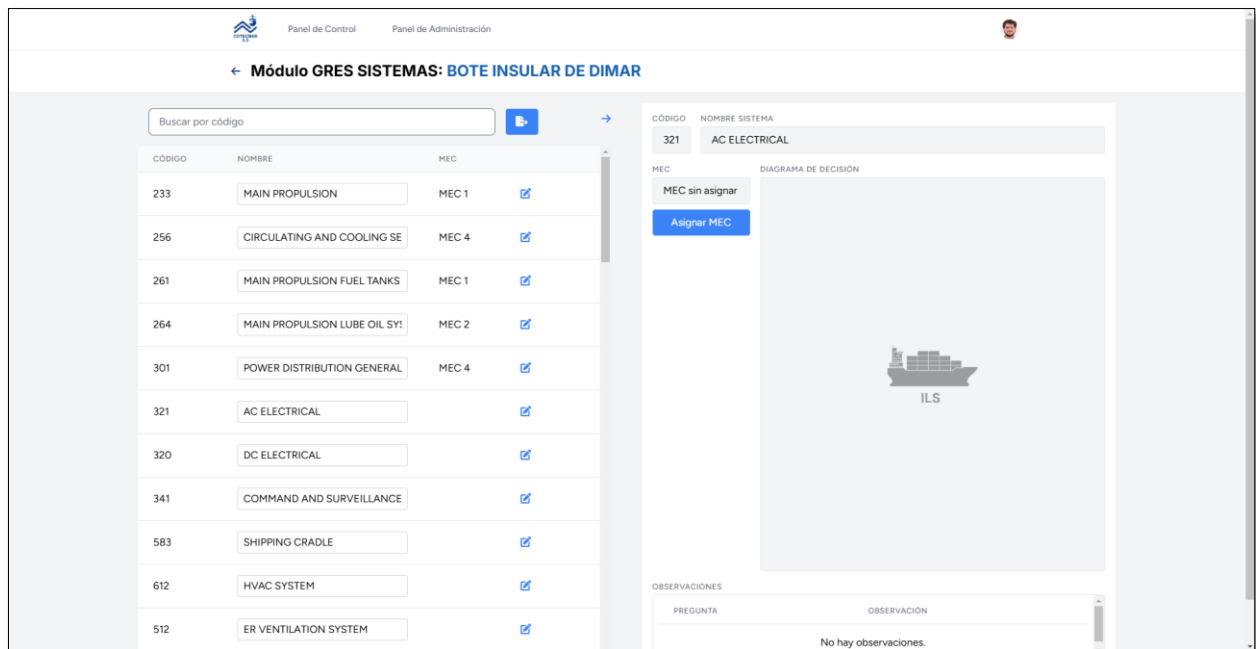 COTECMAR
ILS
Panel de Control
Panel de Administración
← Módulo GRES SISTEMAS: BOTE INSULAR DE DIMAR
Buscar por código
CÓDIGO NOMBRE MEC
233 MAIN PROPULSION MEC 1
256 CIRCULATING AND COOLING SE MEC 4
261 MAIN PROPULSION FUEL TANKS MEC 1
264 MAIN PROPULSION LUBE OIL SYS MEC 2
301 POWER DISTRIBUTION GENERAL MEC 4
321 AC ELECTRICAL
320 DC ELECTRICAL
341 COMMAND AND SURVEILLANCE
583 SHIPPING CRADLE
612 HVAC SYSTEM
512 ER VENTILATION SYSTEM
→
CÓDIGO NOMBRE SISTEMA
321 AC ELECTRICAL
MEC DIAGRAMA DE DECISIÓN
MEC sin asignar
Asignar MEC
ILS
OBSERVACIONES
PREGUNTA OBSERVACIÓN
No hay observaciones.